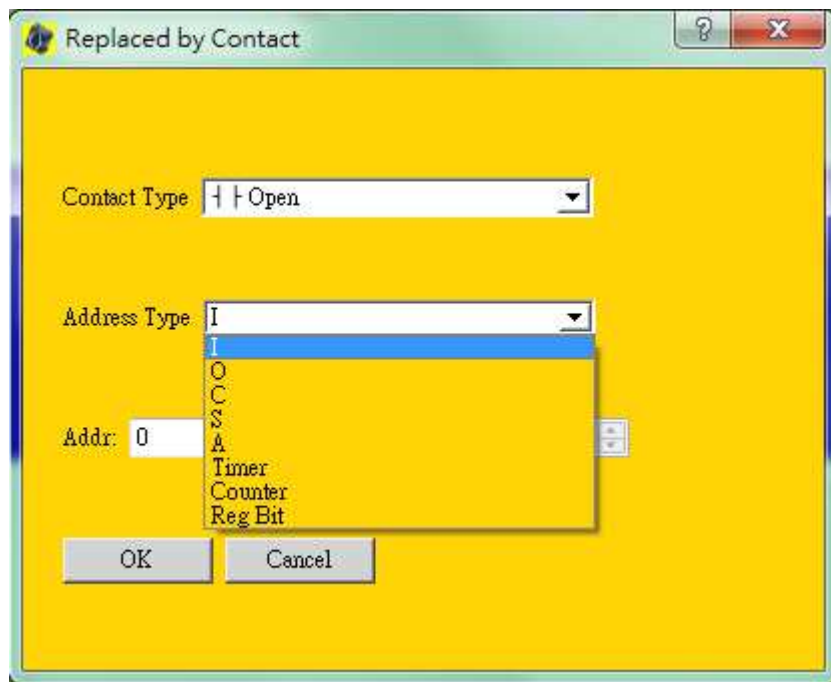 Replaced by Contact
Contact Type ┤├ Open
Address Type I
I
O
C
S
A
Timer
Counter
Reg Bit
Addr: 0
OK Cancel